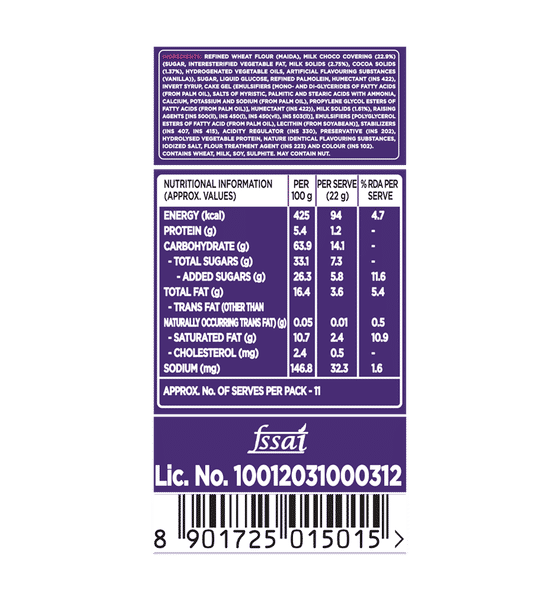 INGREDIENTS: REFINED WHEAT FLOUR (MAIDA), MILK CHOCO COVERING (22.9%)
(SUGAR, INTERESTERIFIED VEGETABLE FAT, MILK SOLIDS (2.75%), COCOA SOLIDS
(1.37%), HYDROGENATED VEGETABLE OILS, ARTIFICIAL FLAVOURING SUBSTANCES
(VANILLA)), SUGAR, LIQUID GLUCOSE, REFINED PALMOLEIN, HUMECTANT (INS 422),
INVERT SYRUP, CAKE GEL (EMULSIFIERS [MONO- AND DI-GLYCERIDES OF FATTY ACIDS
(FROM PALM OIL), SALTS OF MYRISTIC, PALMITIC AND STEARIC ACIDS WITH AMMONIA,
CALCIUM, POTASSIUM AND SODIUM (FROM PALM OIL), PROPYLENE GLYCOL ESTERS OF
FATTY ACIDS (FROM PALM OIL)], HUMECTANT (INS 422)), MILK SOLIDS (1.61%), RAISING
AGENTS [INS 500(II), INS 450(I), INS 450(vii), INS 503(II)], EMULSIFIERS [POLYGLYCEROL
ESTERS OF FATTY ACID (FROM PALM OIL), LECITHIN (FROM SOYABEAN)], STABILIZERS
(INS 407, INS 415), ACIDITY REGULATOR (INS 330), PRESERVATIVE (INS 202),
HYDROLYSED VEGETABLE PROTEIN, NATURE IDENTICAL FLAVOURING SUBSTANCES,
IODIZED SALT, FLOUR TREATMENT AGENT (INS 223) AND COLOUR (INS 102).
CONTAINS WHEAT, MILK, SOY, SULPHITE. MAY CONTAIN NUT.
NUTRITIONAL INFORMATION (APPROX. VALUES) PER 100 g PER SERVE (22 g) % RDA PER SERVE
ENERGY (kcal) 425 94 4.7
PROTEIN (g) 5.4 1.2 -
CARBOHYDRATE (g) 63.9 14.1 -
- TOTAL SUGARS (g) 33.1 7.3 -
- ADDED SUGARS (g) 26.3 5.8 11.6
TOTAL FAT (g) 16.4 3.6 5.4
- TRANS FAT (OTHER THAN
NATURALLY OCCURRING TRANS FAT) (g) 0.05 0.01 0.5
- SATURATED FAT (g) 10.7 2.4 10.9
- CHOLESTEROL (mg) 2.4 0.5 -
SODIUM (mg) 146.8 32.3 1.6
APPROX. No. OF SERVES PER PACK - 11
fssai
Lic. No. 10012031000312
8 901725 015015 >